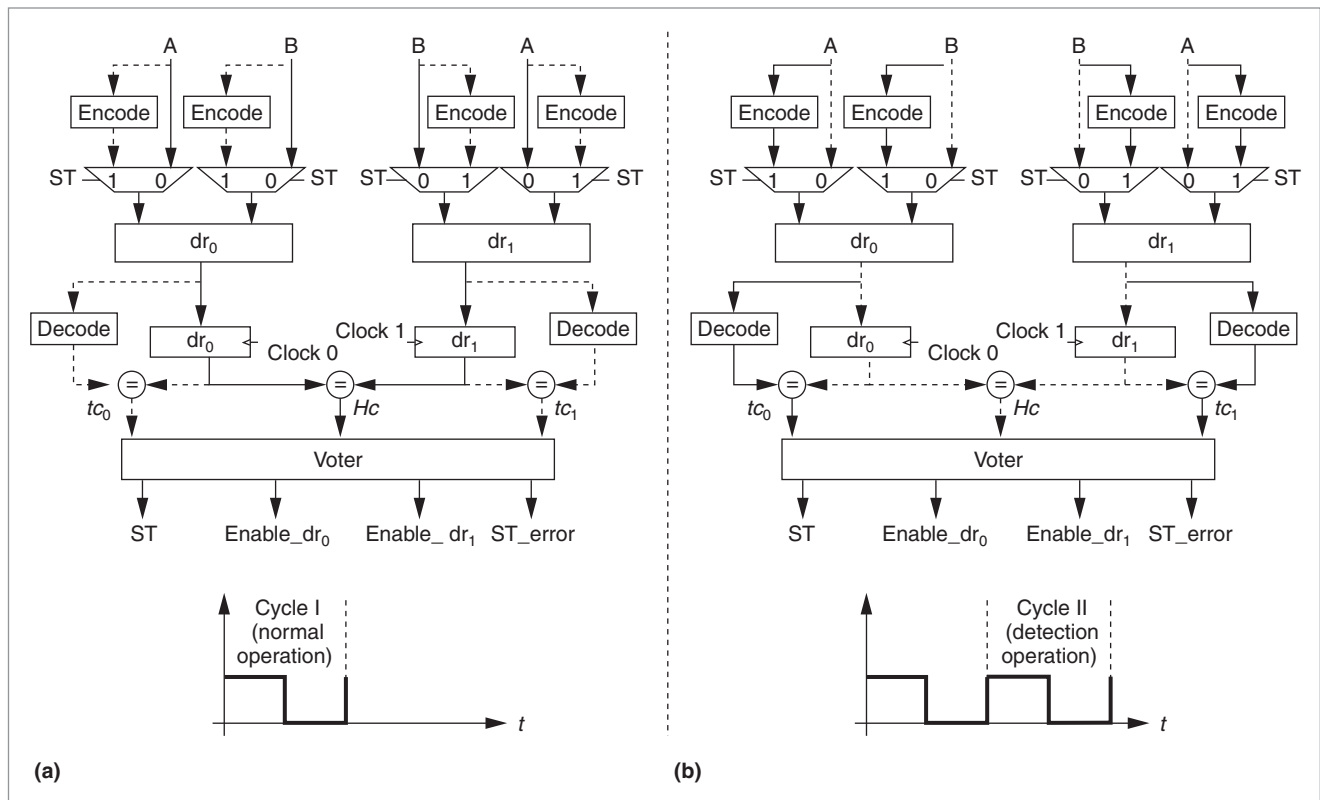 A B B A
Encode Encode Encode Encode
ST 1 0 1 0 ST ST 0 1 0 1 ST
dr0 dr1
Decode dr0 Clock 0 Clock 1 dr1 Decode
= = =
tc0 Hc tc1
Voter
ST Enable_dr0 Enable_ dr1 ST_error
Cycle I
(normal
operation)
t
(a)
A B B A
Encode Encode Encode Encode
ST 1 0 1 0 ST ST 0 1 0 1 ST
dr0 dr1
Decode dr0 Clock 0 Clock 1 dr1 Decode
= = =
tc0 Hc tc1
Voter
ST Enable_dr0 Enable_dr1 ST_error
Cycle II
(detection
operation)
t
(b)